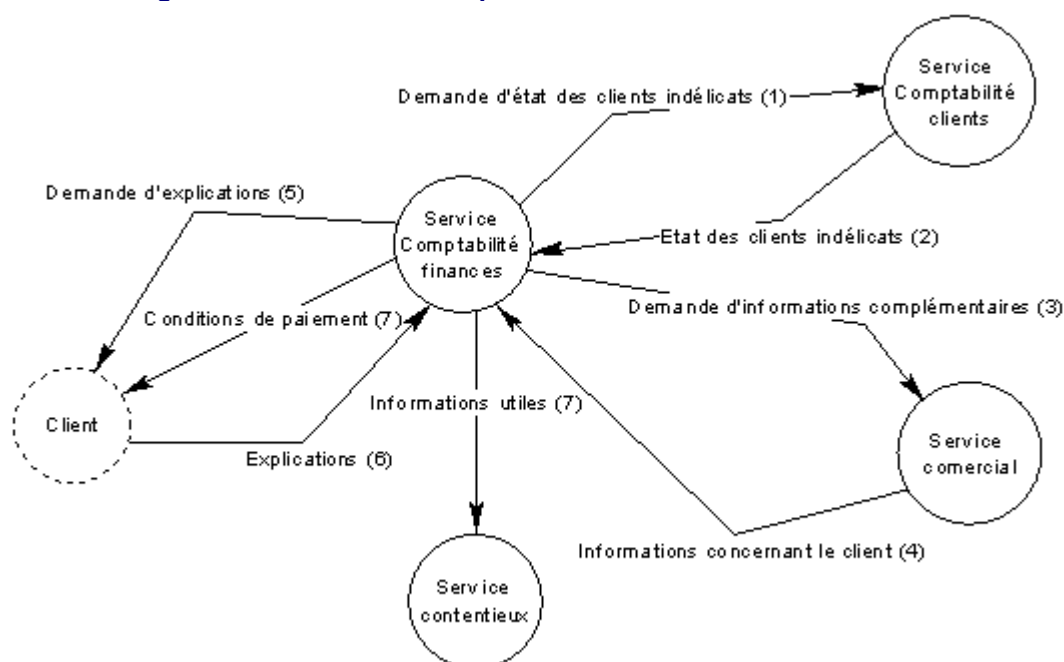 Service
Comptabilité
clients
Demande d'état des clients indélicats (1)
Demande d'explications (5)
Service
Comptabilité
finances
Etat des clients indélicats (2)
Demande d'informations complémentaires (3)
Conditions de paiement (7)
Informations utiles (7)
Client
Explications (6)
Service
comercial
Informations concernant le client (4)
Service
contentieux